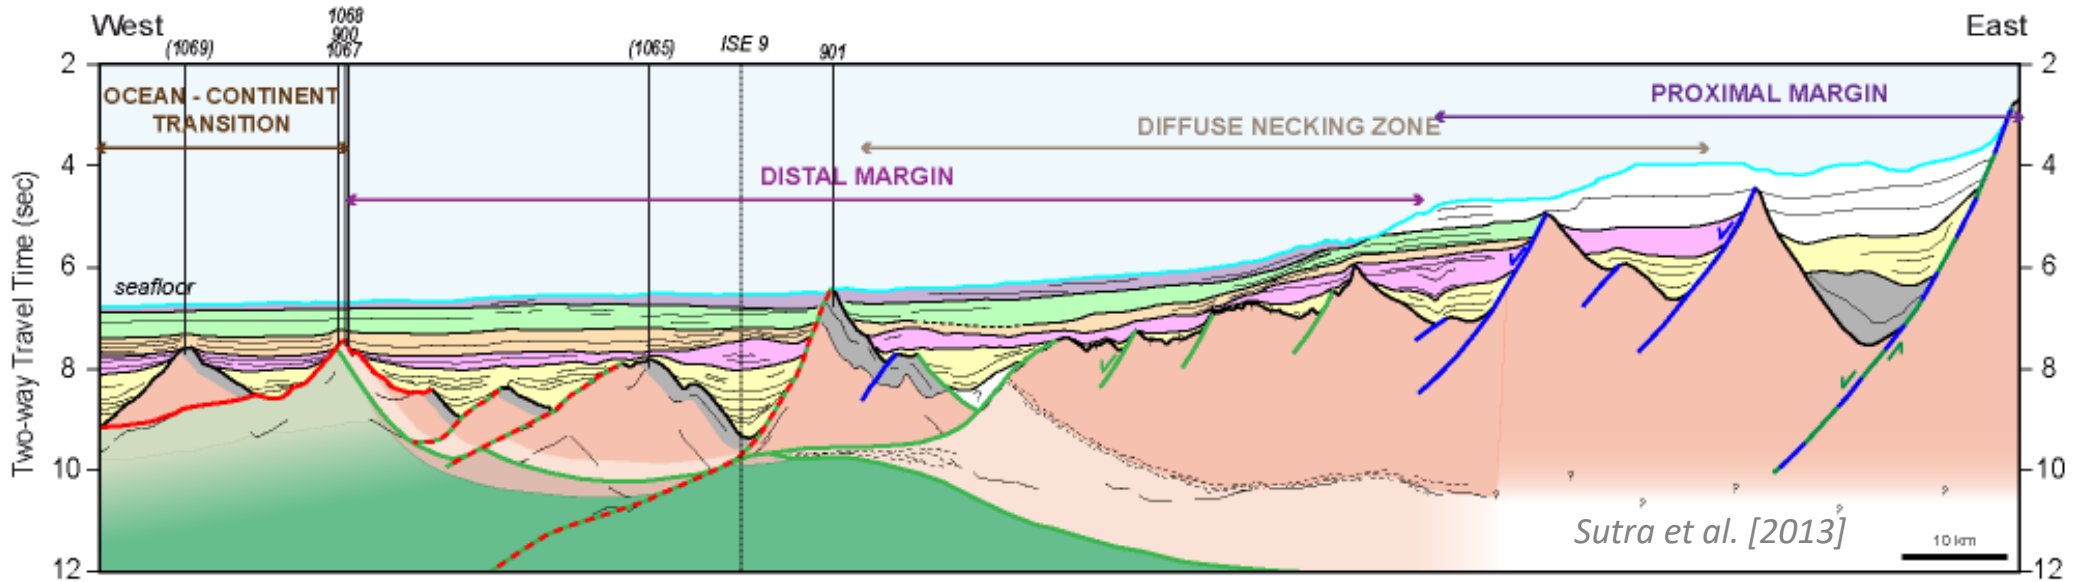 West
East
(1069)
1068
900
1067
(1065)
ISE 9
901
2
2
OCEAN - CONTINENT
TRANSITION
PROXIMAL MARGIN
DIFFUSE NECKING ZONE
4
4
DISTAL MARGIN
Two-way Travel Time (sec)
6
6
seafloor
8
8
10
10
? ? ? ? ? ?
Sutra et al. [2013]
10 km
12
12